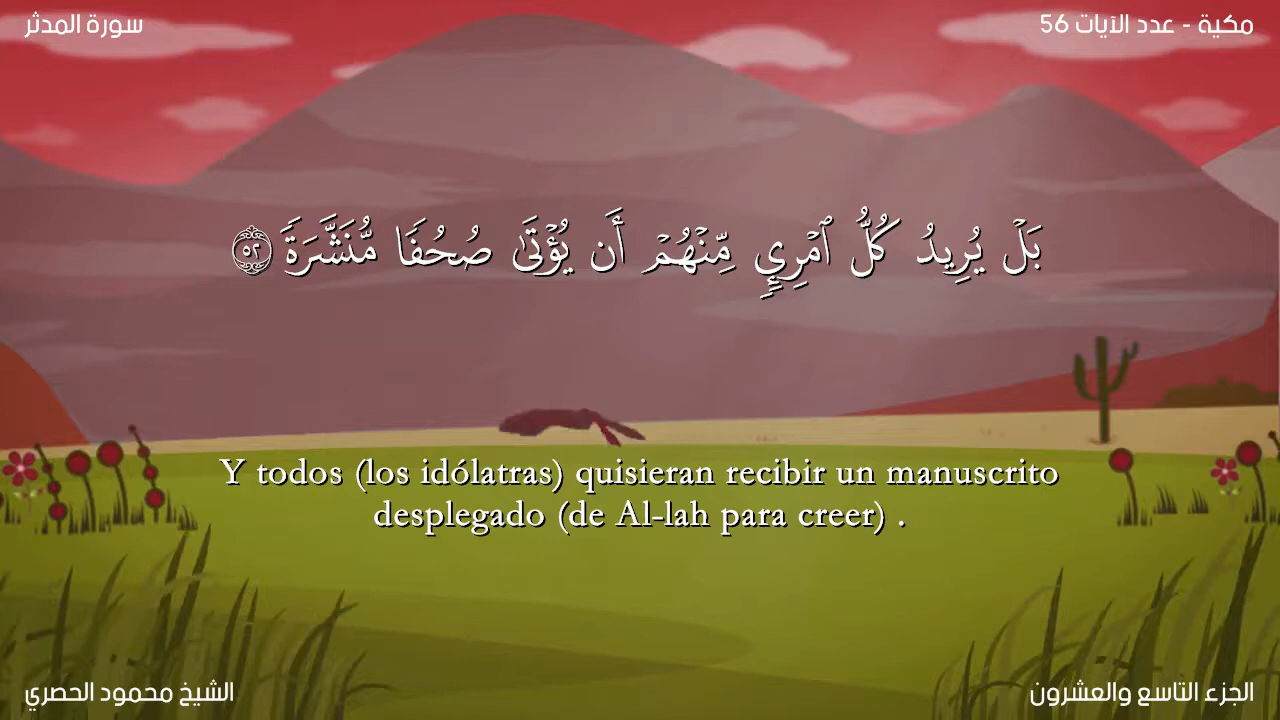 سورة المدثر
مكية - عدد الآيات 56
بَلْ يُرِيدُ كُلُّ ٱمْرِئٍ مِّنْهُمْ أَن يُؤْتَىٰ صُحُفًا مُّنَشَّرَةً ٥٢
Y todos (los idólatras) quisieran recibir un manuscrito
desplegado (de Al-lah para creer) .
الشيخ محمود الحصري
الجزء التاسع والعشرون